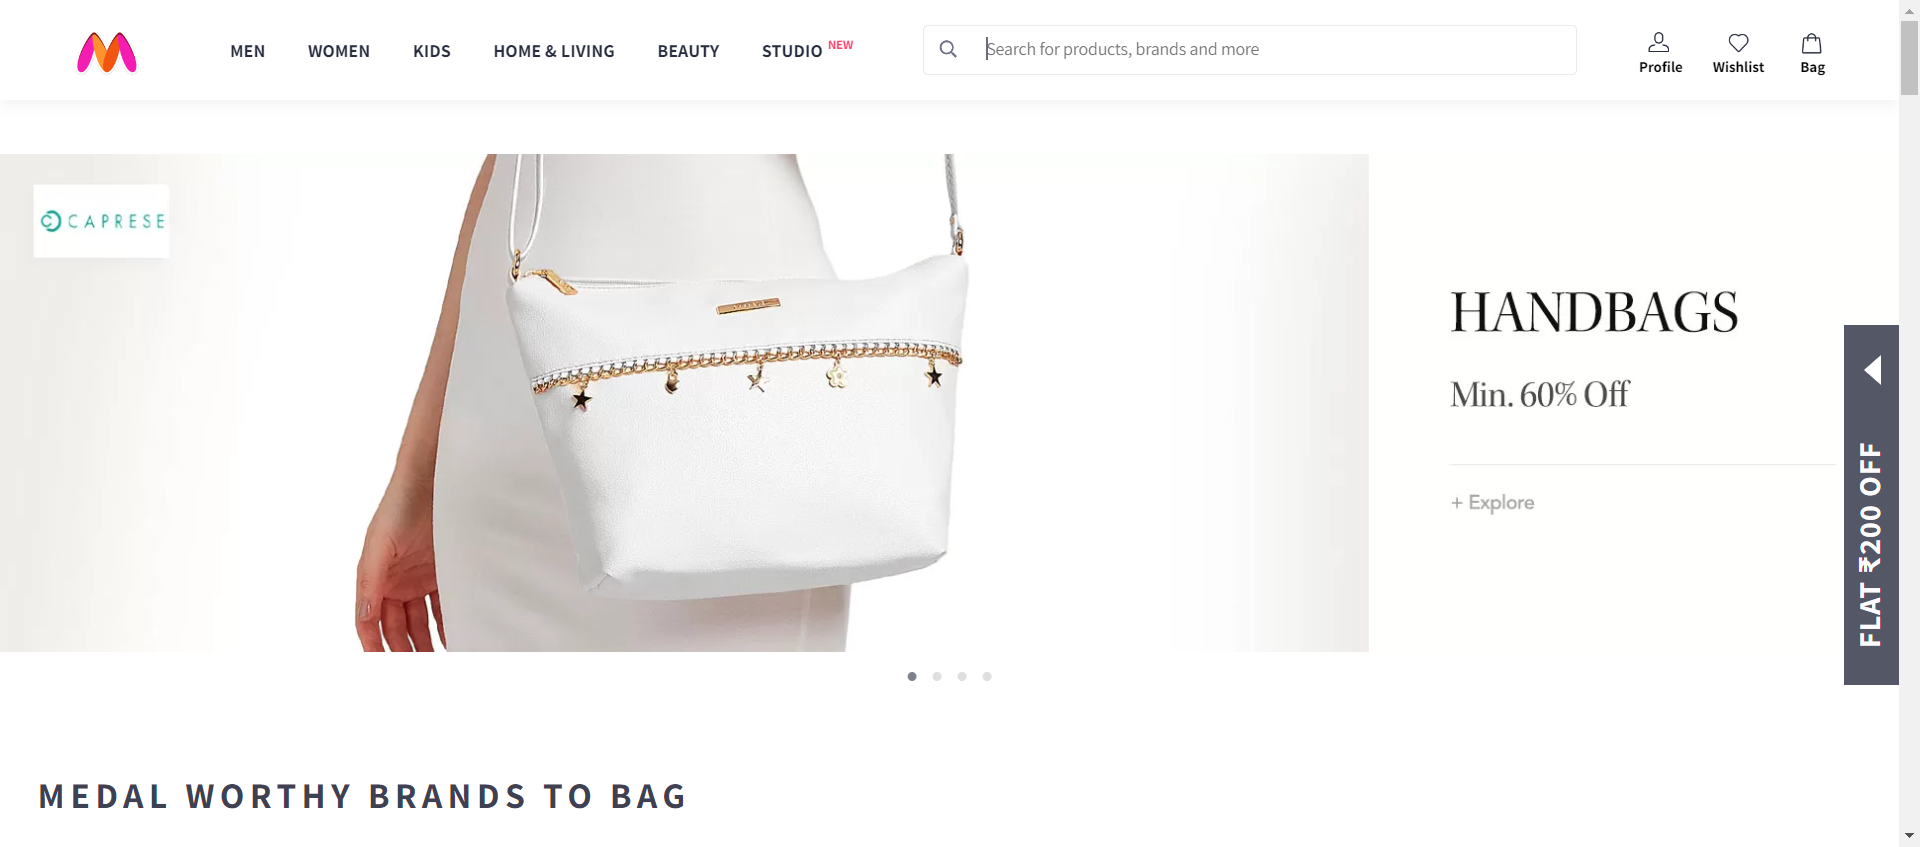 MEN WOMEN KIDS HOME & LIVING BEAUTY STUDIO NEW
Search for products, brands and more
Profile Wishlist Bag
CAPRESE
HANDBAGS
Min. 60% Off
+ Explore
FLAT ₹200 OFF
MEDAL WORTHY BRANDS TO BAG